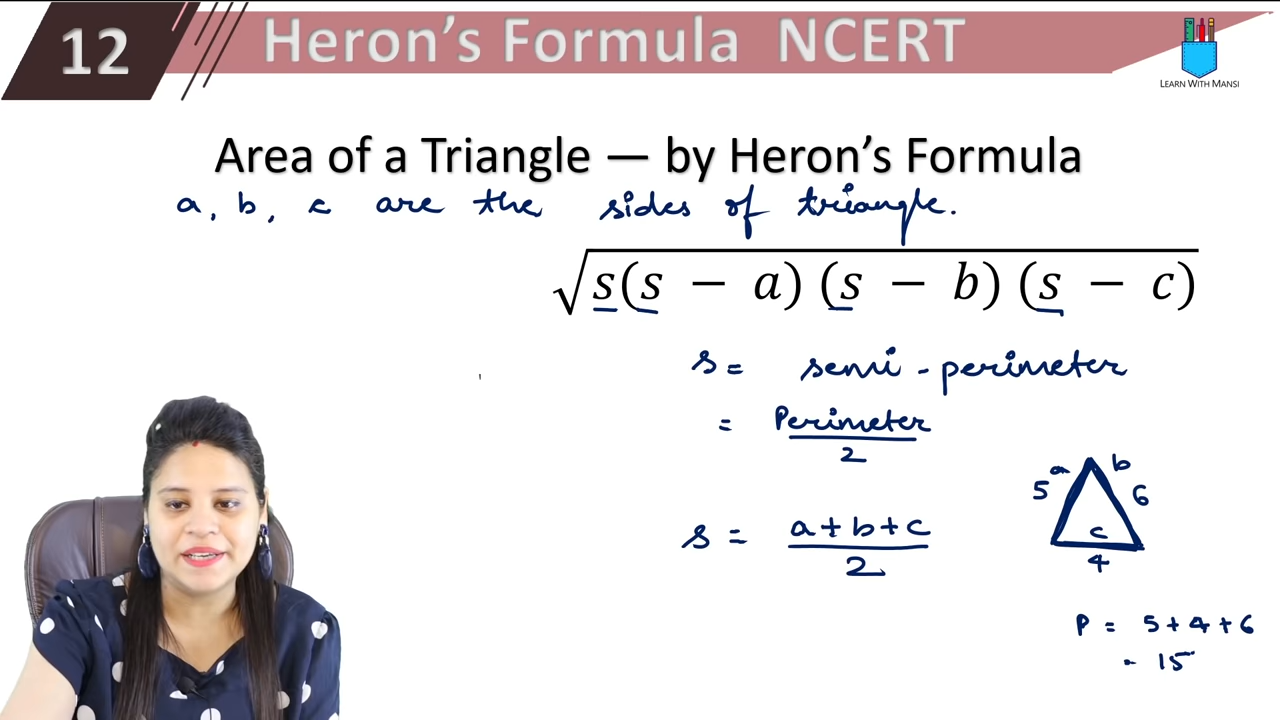 12
Heron's Formula NCERT
LEARN WITH MANSI
Area of a Triangle — by Heron's Formula
a, b, c are the sides of triangle.
√s(s − a) (s − b) (s − c)
s = semi - perimeter
= Perimeter
2
s = a+b+c
2
a b
5 6
c
4
P = 5+4+6
= 15